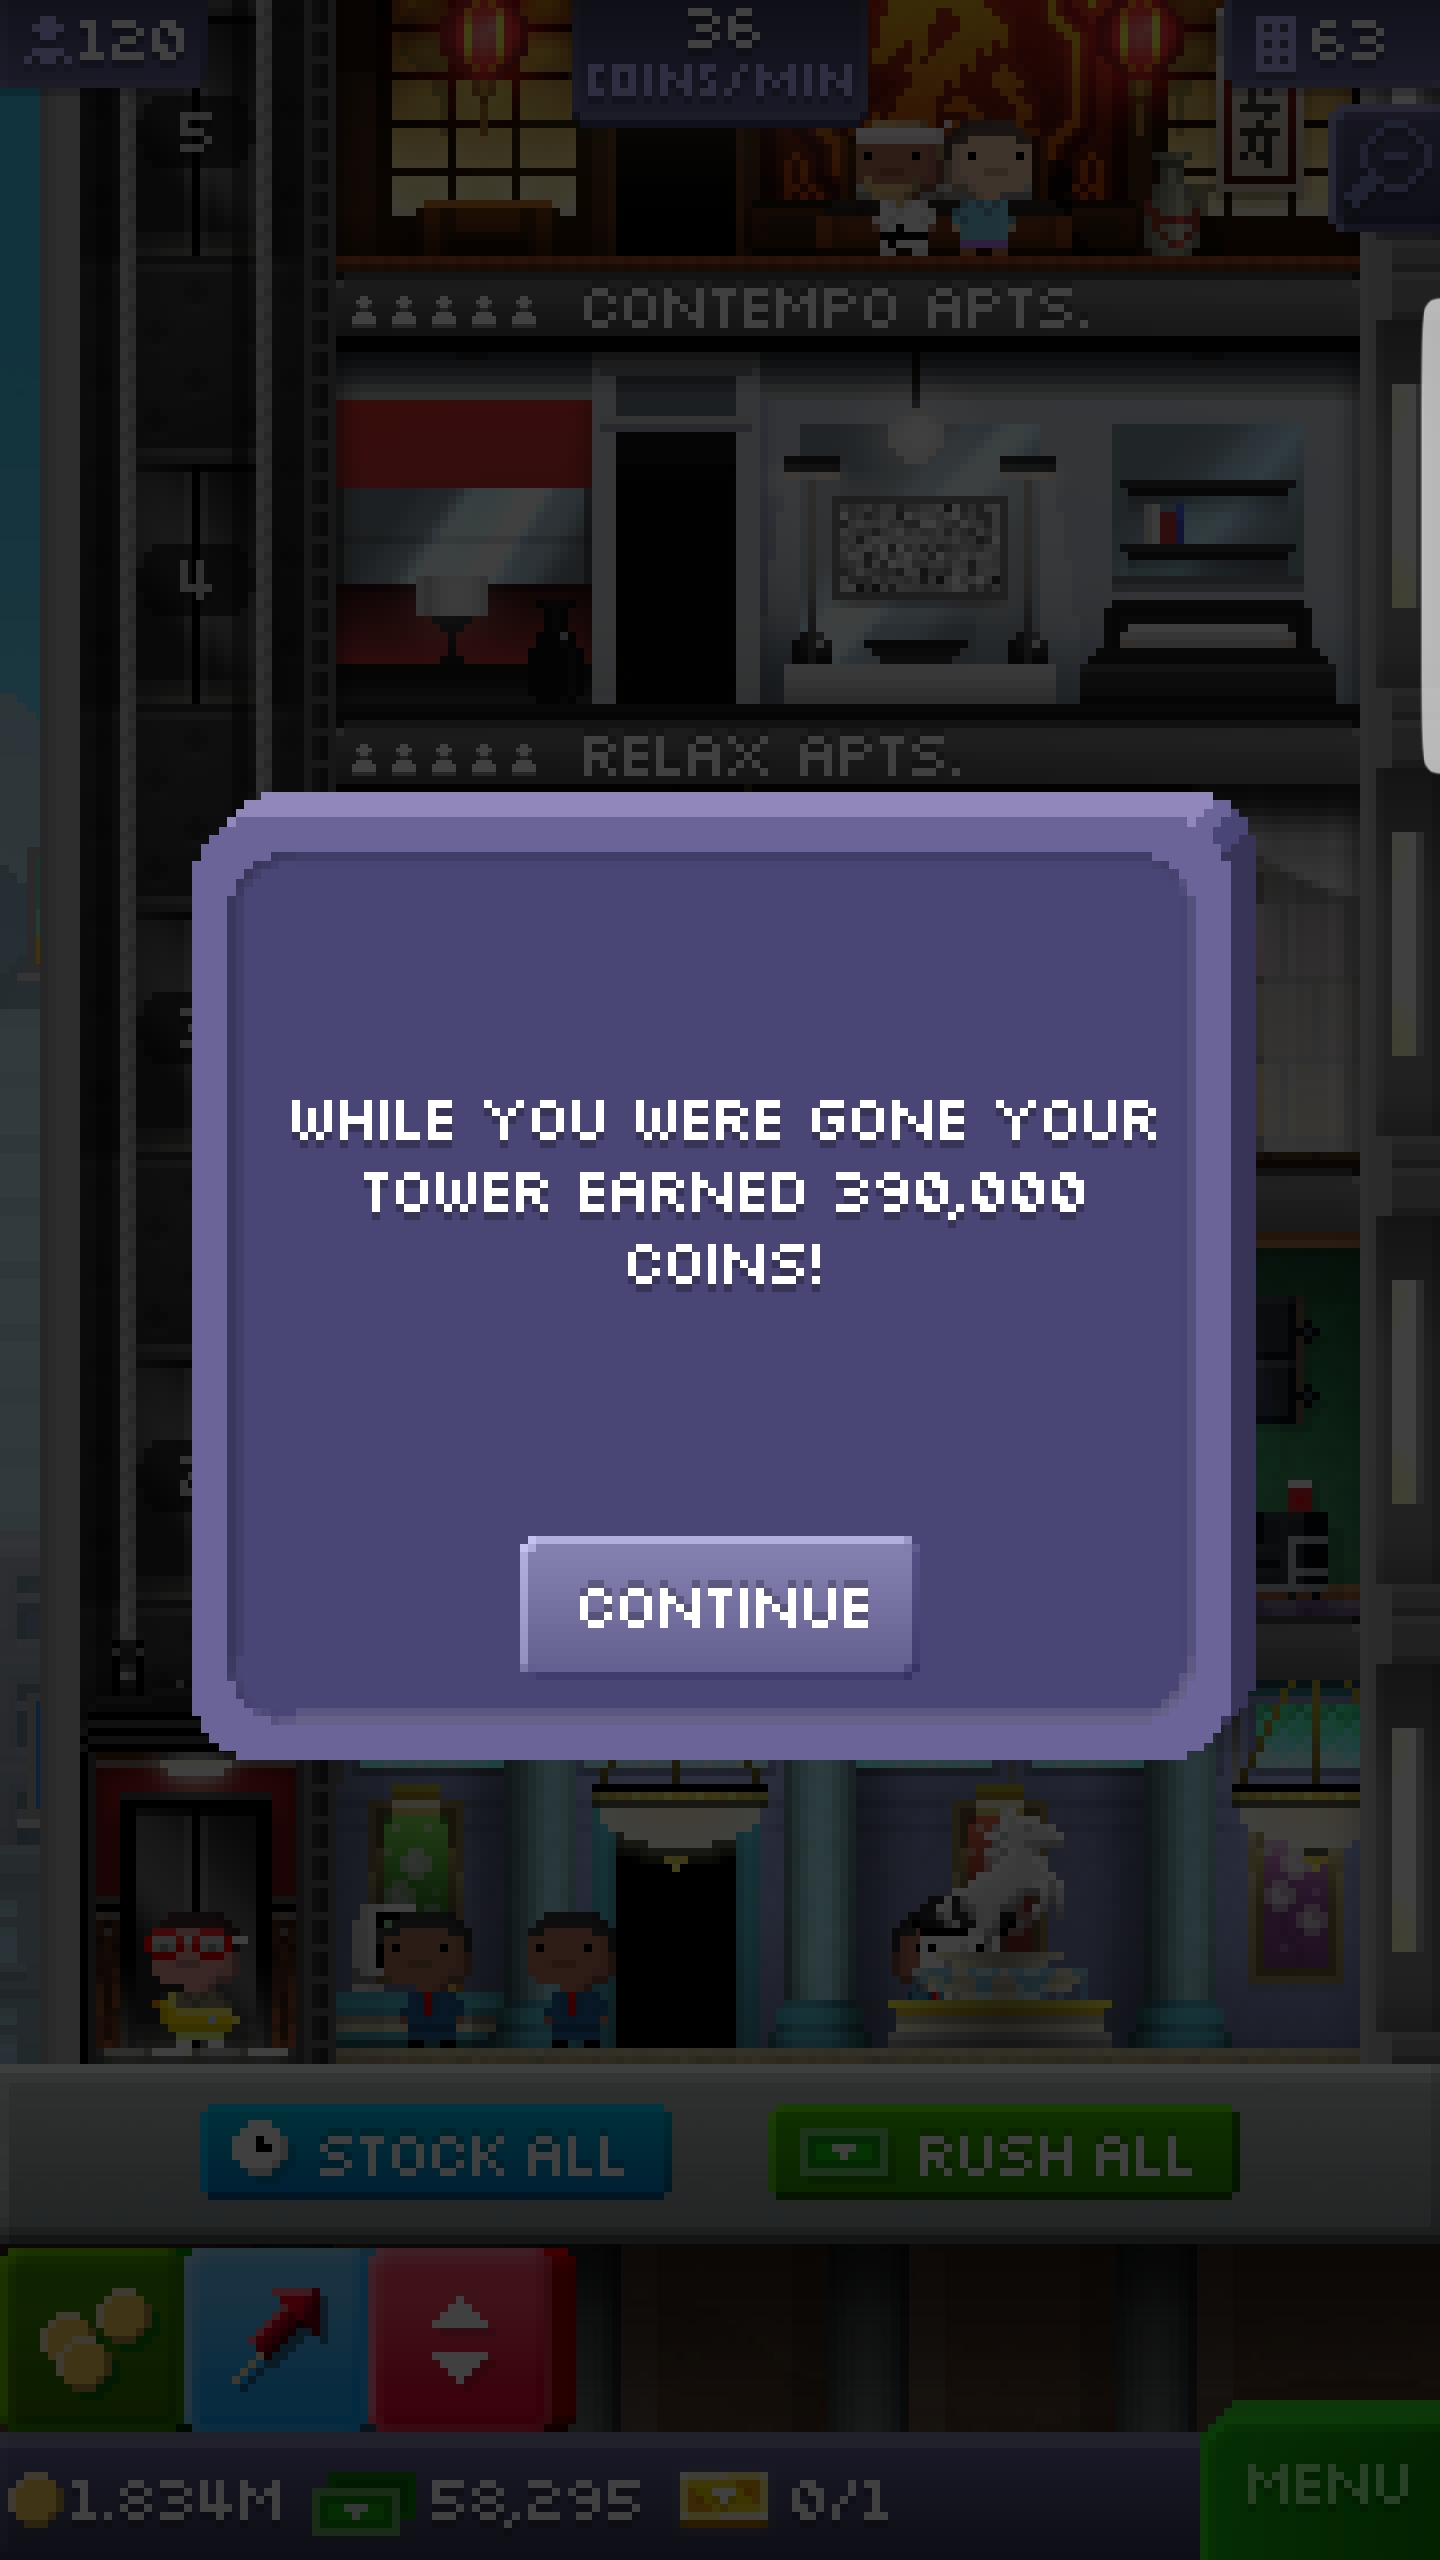 120
36
COINS/MIN
63
5
CONTEMPO APTS.
4
RELAX APTS.
WHILE YOU WERE GONE YOUR
TOWER EARNED 390,000
COINS!
CONTINUE
STOCK ALL
RUSH ALL
1.834M
58,295
0/1
MENU